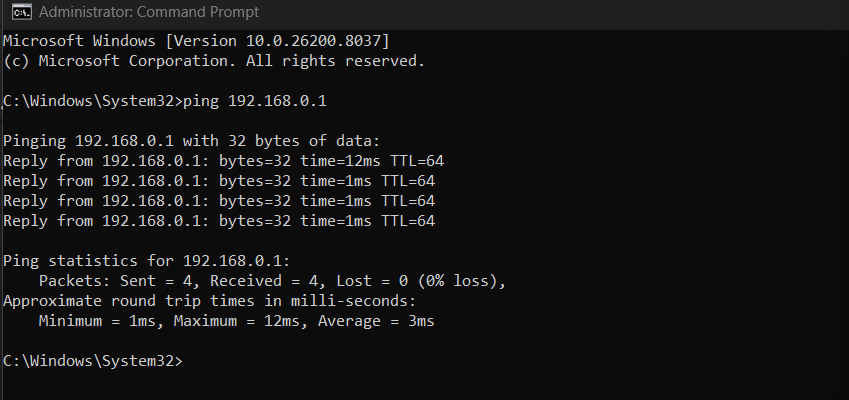 Administrator: Command Prompt
Microsoft Windows [Version 10.0.26200.8037]
(c) Microsoft Corporation. All rights reserved.
C:\Windows\System32>ping 192.168.0.1
Pinging 192.168.0.1 with 32 bytes of data:
Reply from 192.168.0.1: bytes=32 time=12ms TTL=64
Reply from 192.168.0.1: bytes=32 time=1ms TTL=64
Reply from 192.168.0.1: bytes=32 time=1ms TTL=64
Reply from 192.168.0.1: bytes=32 time=1ms TTL=64
Ping statistics for 192.168.0.1:
    Packets: Sent = 4, Received = 4, Lost = 0 (0% loss),
Approximate round trip times in milli-seconds:
    Minimum = 1ms, Maximum = 12ms, Average = 3ms
C:\Windows\System32>